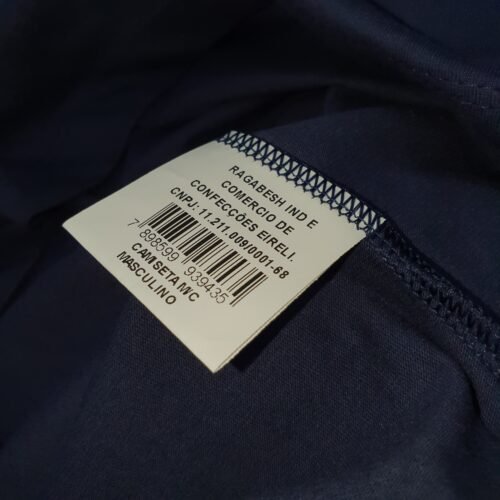 RAGABESH IND E
COMERCIO DE
CONFECÇÕES EIRELI.
CNPJ: 11.211.009/0001-68
7 898599 939435
CAMISETA M/C
MASCULINO